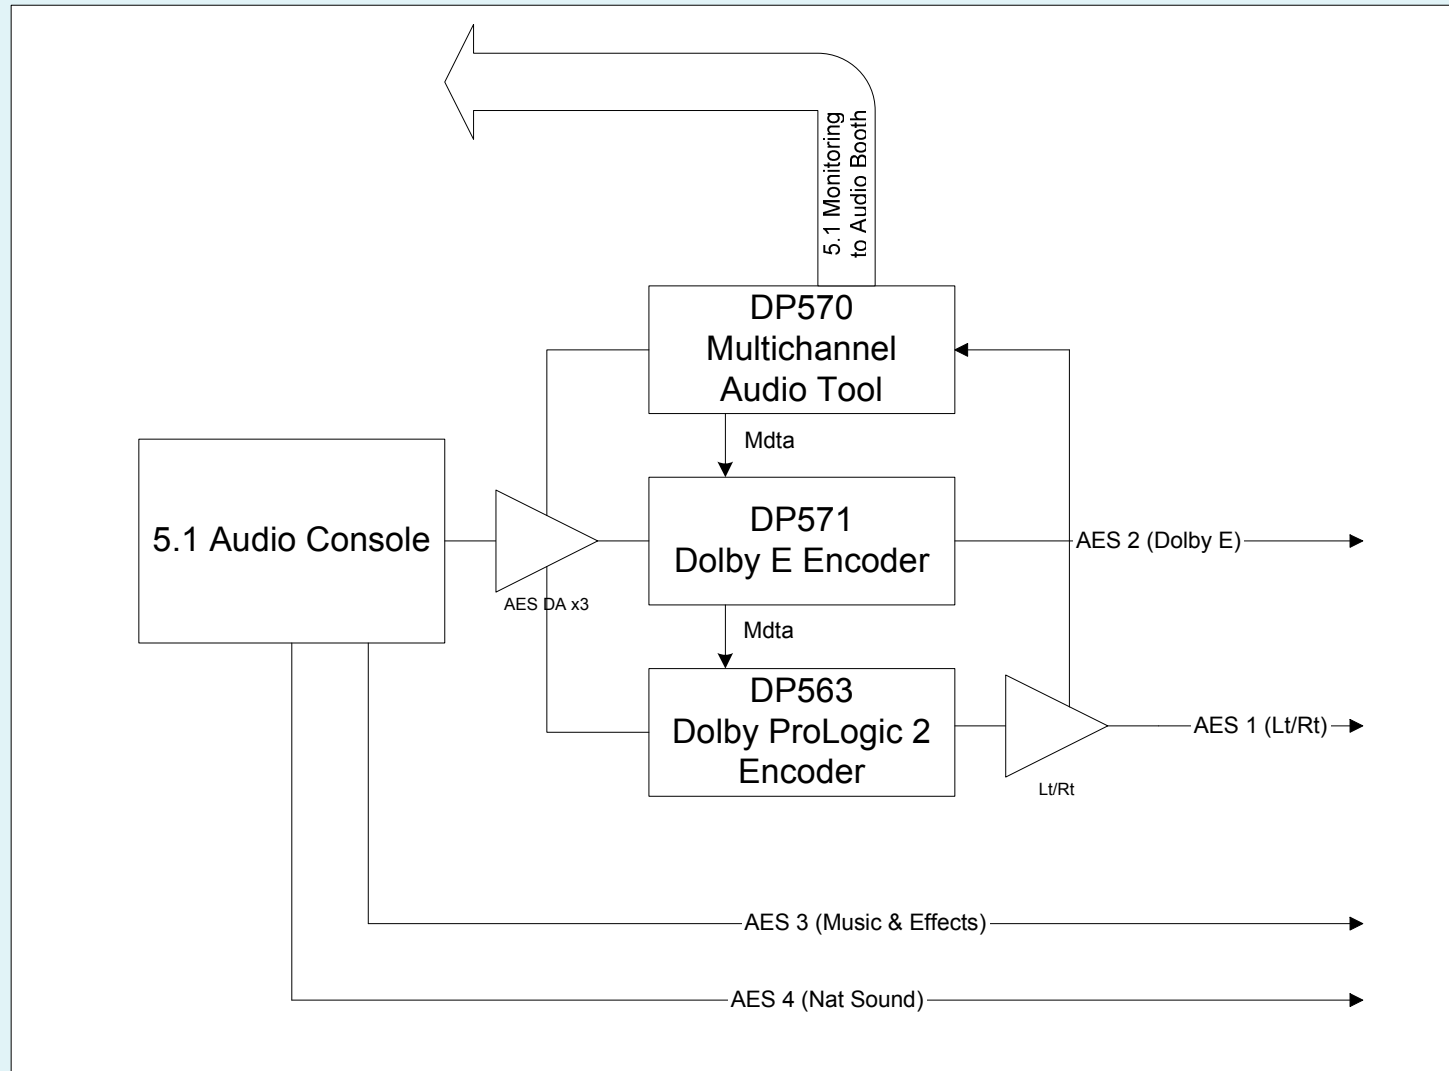 5.1 Monitoring
to Audio Booth
DP570
Multichannel
Audio Tool
Mdta
5.1 Audio Console
AES DA x3
DP571
Dolby E Encoder
AES 2 (Dolby E)
Mdta
DP563
Dolby ProLogic 2
Encoder
Lt/Rt
AES 1 (Lt/Rt)
AES 3 (Music & Effects)
AES 4 (Nat Sound)